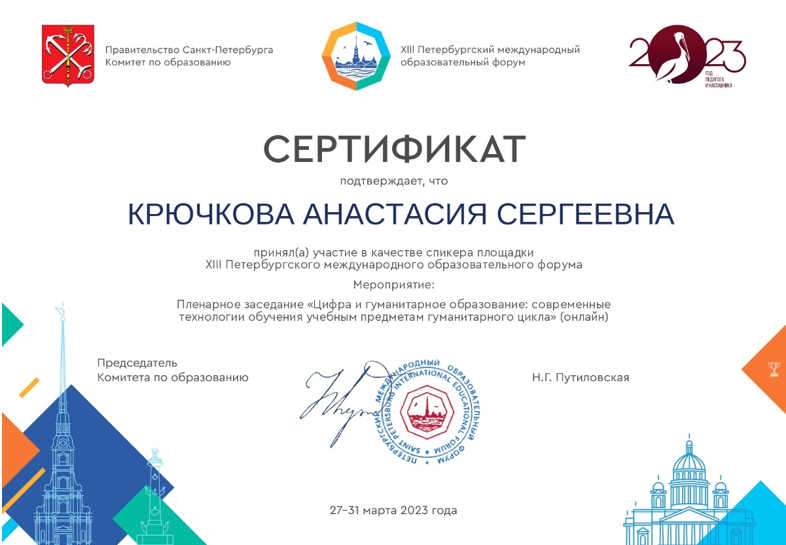 Правительство Санкт-Петербурга
Комитет по образованию
XIII Петербургский международный
образовательный форум
2023
ГОД
ПЕДАГОГА
И НАСТАВНИКА
СЕРТИФИКАТ
подтверждает, что
КРЮЧКОВА АНАСТАСИЯ СЕРГЕЕВНА
принял(а) участие в качестве спикера площадки
XIII Петербургского международного образовательного форума
Мероприятие:
Пленарное заседание «Цифра и гуманитарное образование: современные
технологии обучения учебным предметам гуманитарного цикла» (онлайн)
Председатель
Комитета по образованию
Н.Г. Путиловская
ПЕТЕРБУРГСКИЙ МЕЖДУНАРОДНЫЙ ОБРАЗОВАТЕЛЬНЫЙ ФОРУМ
SAINT PETERSBURG INTERNATIONAL EDUCATIONAL FORUM
27-31 марта 2023 года